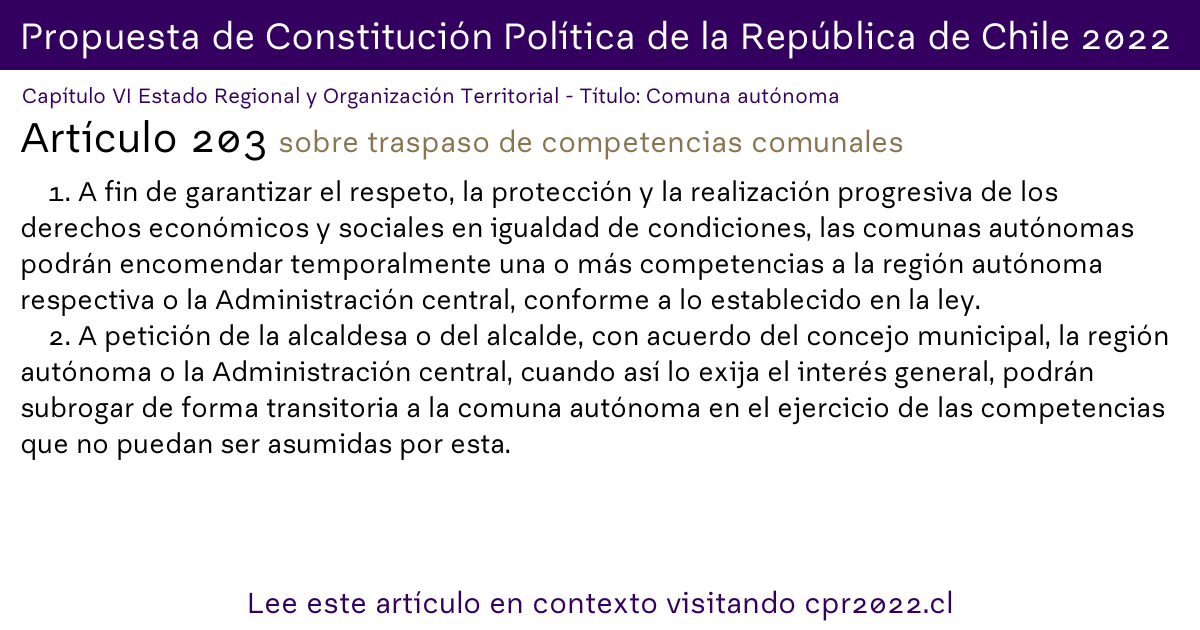 Propuesta de Constitución Política de la República de Chile 2022
Capítulo VI Estado Regional y Organización Territorial - Título: Comuna autónoma
Artículo 203 sobre traspaso de competencias comunales
1. A fin de garantizar el respeto, la protección y la realización progresiva de los
derechos económicos y sociales en igualdad de condiciones, las comunas autónomas
podrán encomendar temporalmente una o más competencias a la región autónoma
respectiva o la Administración central, conforme a lo establecido en la ley.
2. A petición de la alcaldesa o del alcalde, con acuerdo del concejo municipal, la región
autónoma o la Administración central, cuando así lo exija el interés general, podrán
subrogar de forma transitoria a la comuna autónoma en el ejercicio de las competencias
que no puedan ser asumidas por esta.
Lee este artículo en contexto visitando cpr2022.cl